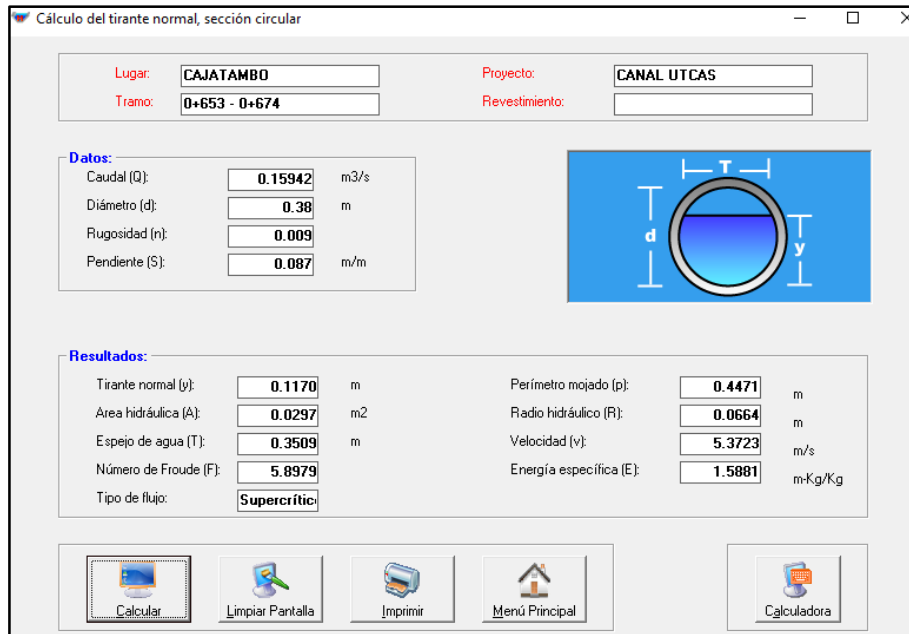 Cálculo del tirante normal, sección circular
Lugar: CAJATAMBO Proyecto: CANAL UTCAS
Tramo: 0+653 - 0+674 Revestimiento:
Datos:
Caudal (Q): 0.15942 m3/s
Diámetro (d): 0.38 m
Rugosidad (n): 0.009
Pendiente (S): 0.087 m/m
T
d
y
Resultados:
Tirante normal (y): 0.1170 m Perímetro mojado (p): 0.4471 m
Area hidráulica (A): 0.0297 m2 Radio hidráulico (R): 0.0664 m
Espejo de agua (T): 0.3509 m Velocidad (v): 5.3723 m/s
Número de Froude (F): 5.8979 Energía específica (E): 1.5881 m-Kg/Kg
Tipo de flujo: Supercrític
Calcular Limpiar Pantalla Imprimir Menú Principal Calculadora